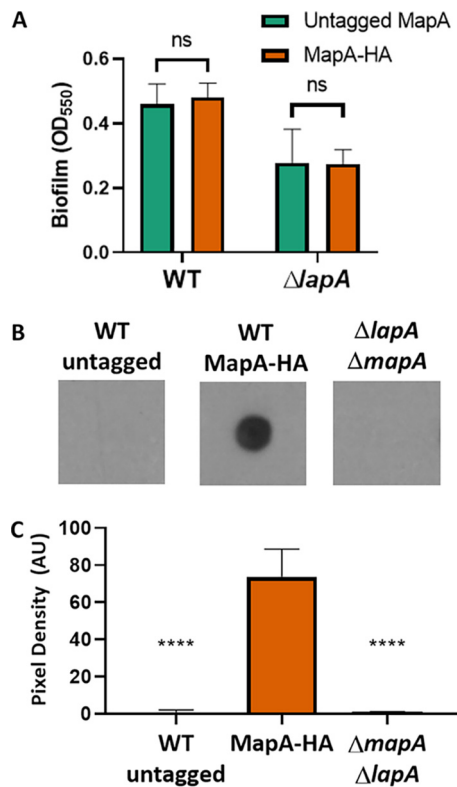 A
Untagged MapA
MapA-HA
Biofilm (OD550)
0.6
0.4
0.2
0.0
ns
ns
WT
ΔlapA
B
WT
untagged
WT
MapA-HA
ΔlapA
ΔmapA
C
Pixel Density (AU)
100
80
60
40
20
0
****
****
WT
untagged
MapA-HA
ΔmapA
ΔlapA